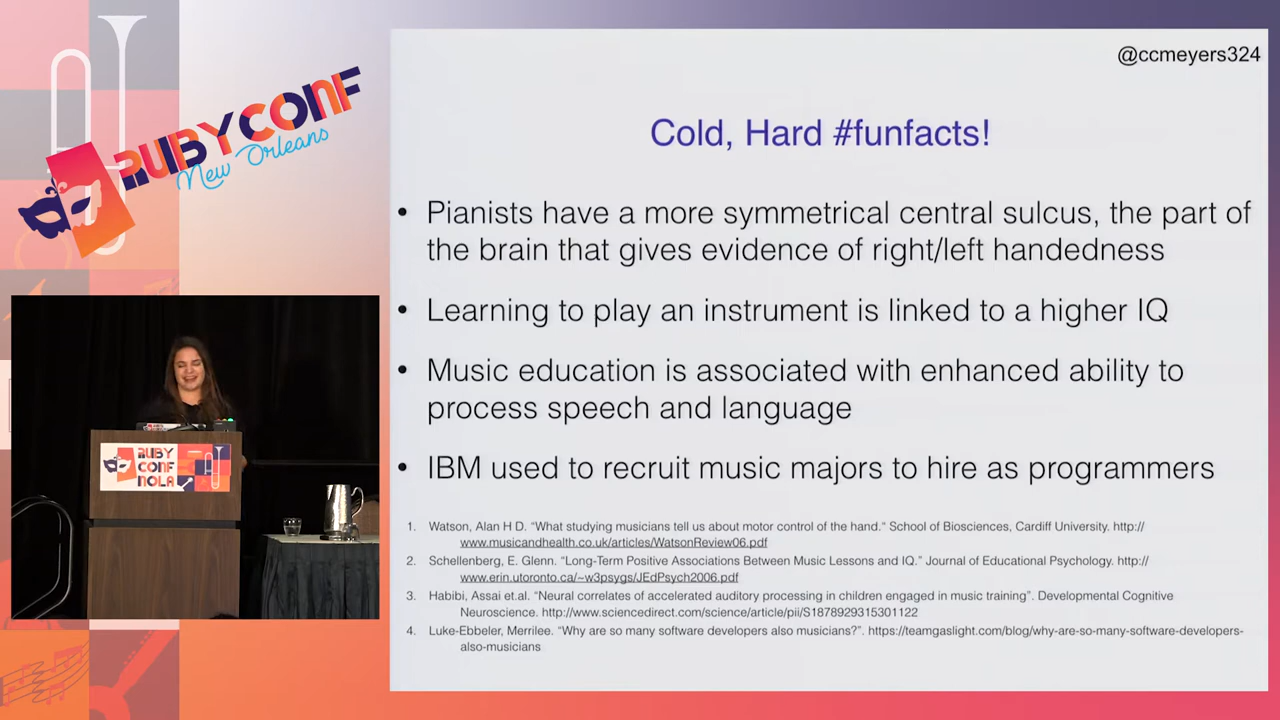 RUBYCONF
New Orleans
RUBY
CONF
NOLA
@ccmeyers324
Cold, Hard #funfacts!
• Pianists have a more symmetrical central sulcus, the part of
the brain that gives evidence of right/left handedness
• Learning to play an instrument is linked to a higher IQ
• Music education is associated with enhanced ability to
process speech and language
• IBM used to recruit music majors to hire as programmers
1. Watson, Alan H D. “What studying musicians tell us about motor control of the hand.” School of Biosciences, Cardiff University. http://
www.musicandhealth.co.uk/articles/WatsonReview06.pdf
2. Schellenberg, E. Glenn. “Long-Term Positive Associations Between Music Lessons and IQ.” Journal of Educational Psychology. http://
www.erin.utoronto.ca/~w3psygs/JEdPsych2006.pdf
3. Habibi, Assai et.al. “Neural correlates of accelerated auditory processing in children engaged in music training”. Developmental Cognitive
Neuroscience. http://www.sciencedirect.com/science/article/pii/S1878929315301122
4. Luke-Ebbeler, Merrilee. “Why are so many software developers also musicians?”. https://teamgaslight.com/blog/why-are-so-many-software-developers-
also-musicians